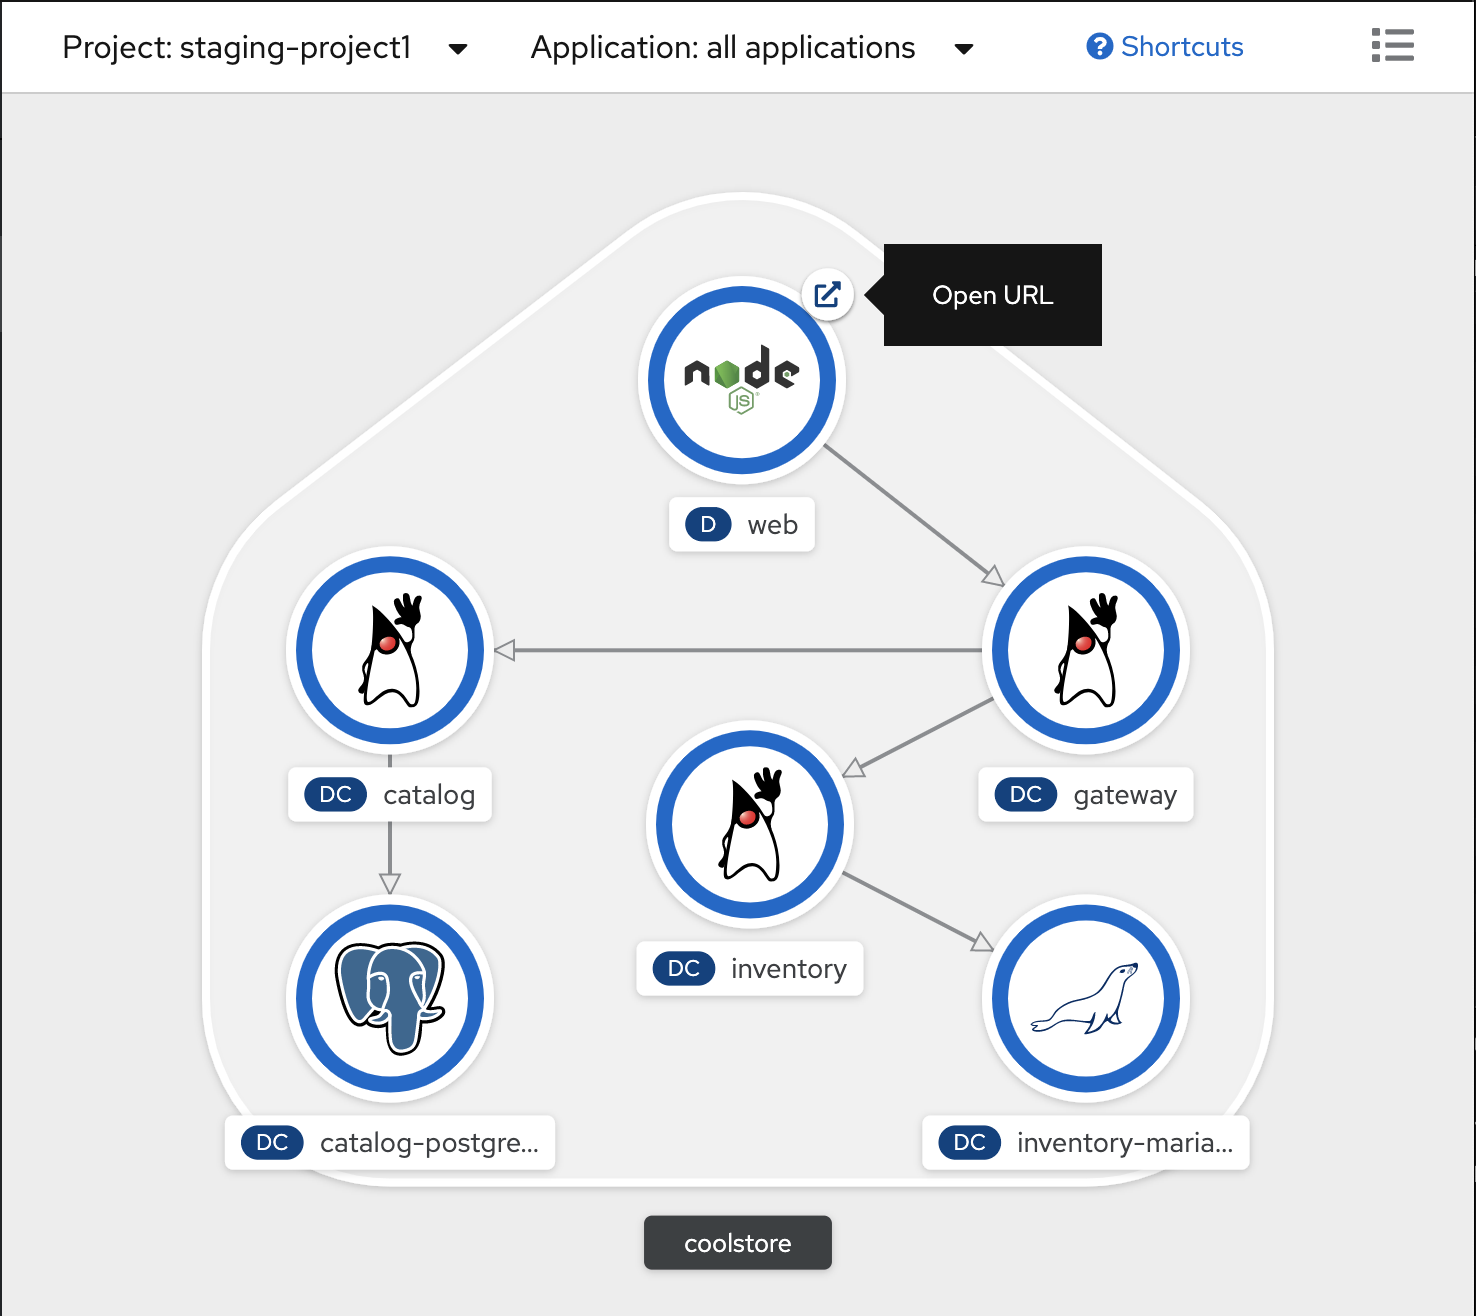 Project: staging-project1
Application: all applications
Shortcuts
Open URL
node
JS
D web
DC catalog
DC gateway
DC inventory
DC catalog-postgre...
DC inventory-maria...
coolstore